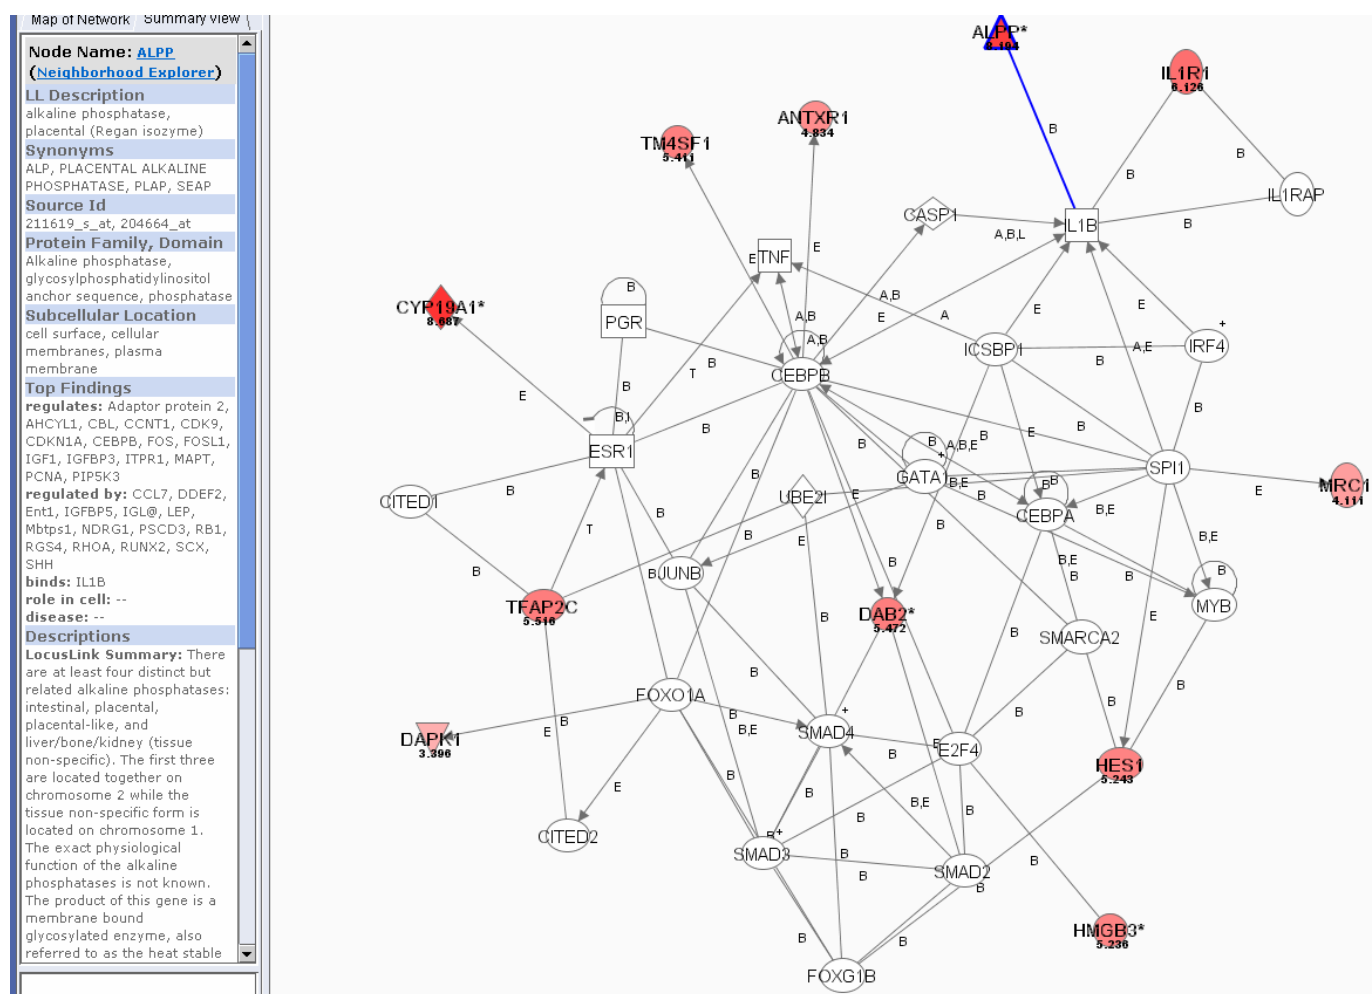 Map of Network
Summary view
Node Name: ALPP
(Neighborhood Explorer)
LL Description
alkaline phosphatase,
placental (Regan isozyme)
Synonyms
ALP, PLACENTAL ALKALINE
PHOSPHATASE, PLAP, SEAP
Source Id
211619_s_at, 204664_at
Protein Family, Domain
Alkaline phosphatase,
glycosylphosphatidylinositol
anchor sequence, phosphatase
Subcellular Location
cell surface, cellular
membranes, plasma
membrane
Top Findings
regulates: Adaptor protein 2,
AHCYL1, CBL, CCNT1, CDK9,
CDKN1A, CEBPB, FOS, FOSL1,
IGF1, IGFBP3, ITPR1, MAPT,
PCNA, PIP5K3
regulated by: CCL7, DDEF2,
Ent1, IGFBP5, IGL@, LEP,
Mbtps1, NDRG1, PSCD3, RB1,
RGS4, RHOA, RUNX2, SCX,
SHH
binds: IL1B
role in cell: --
disease: --
Descriptions
LocusLink Summary: There
are at least four distinct but
related alkaline phosphatases:
intestinal, placental,
placental-like, and
liver/bone/kidney (tissue
non-specific). The first three
are located together on
chromosome 2 while the
tissue non-specific form is
located on chromosome 1.
The exact physiological
function of the alkaline
phosphatases is not known.
The product of this gene is a
membrane bound
glycosylated enzyme, also
referred to as the heat stable
ALPP*
IL1R1
6.126
ANTXR1
4.834
TM4SF1
5.411
B
B
B
IL1RAP
B
CASP1
IL1B
A,B,L
TNF
E
E
CYP19A1*
8.687
B
PGR
A,B
E
A
E
E
A,B
A,B
CEBPB
ICSBP1
A,E
B
IRF4
+
E
T
B
B
B,I
B
ESR1
B
B
A,B,E
B
E
B
B
GATA1
+
SPI1
CITED1
B
UBE2I
E
B,E
B
B
CEBPA
B,E
E
MRC1
4.111
T
B
B
E
B
B,E
B
B,E
B
JUNB
B
B
MYB
TFAP2C
5.516
DAB2*
5.472
B
SMARCA2
B
E
B
FOXO1A
B
B
B
DAPK1
3.396
E
B
B
B,E
SMAD4
+
E2F4
HES1
5.243
E
B
B
B,E
B
CITED2
B
B
+
SMAD3
B
SMAD2
B
B
HMGB3*
5.236
B
B
FOXG1B